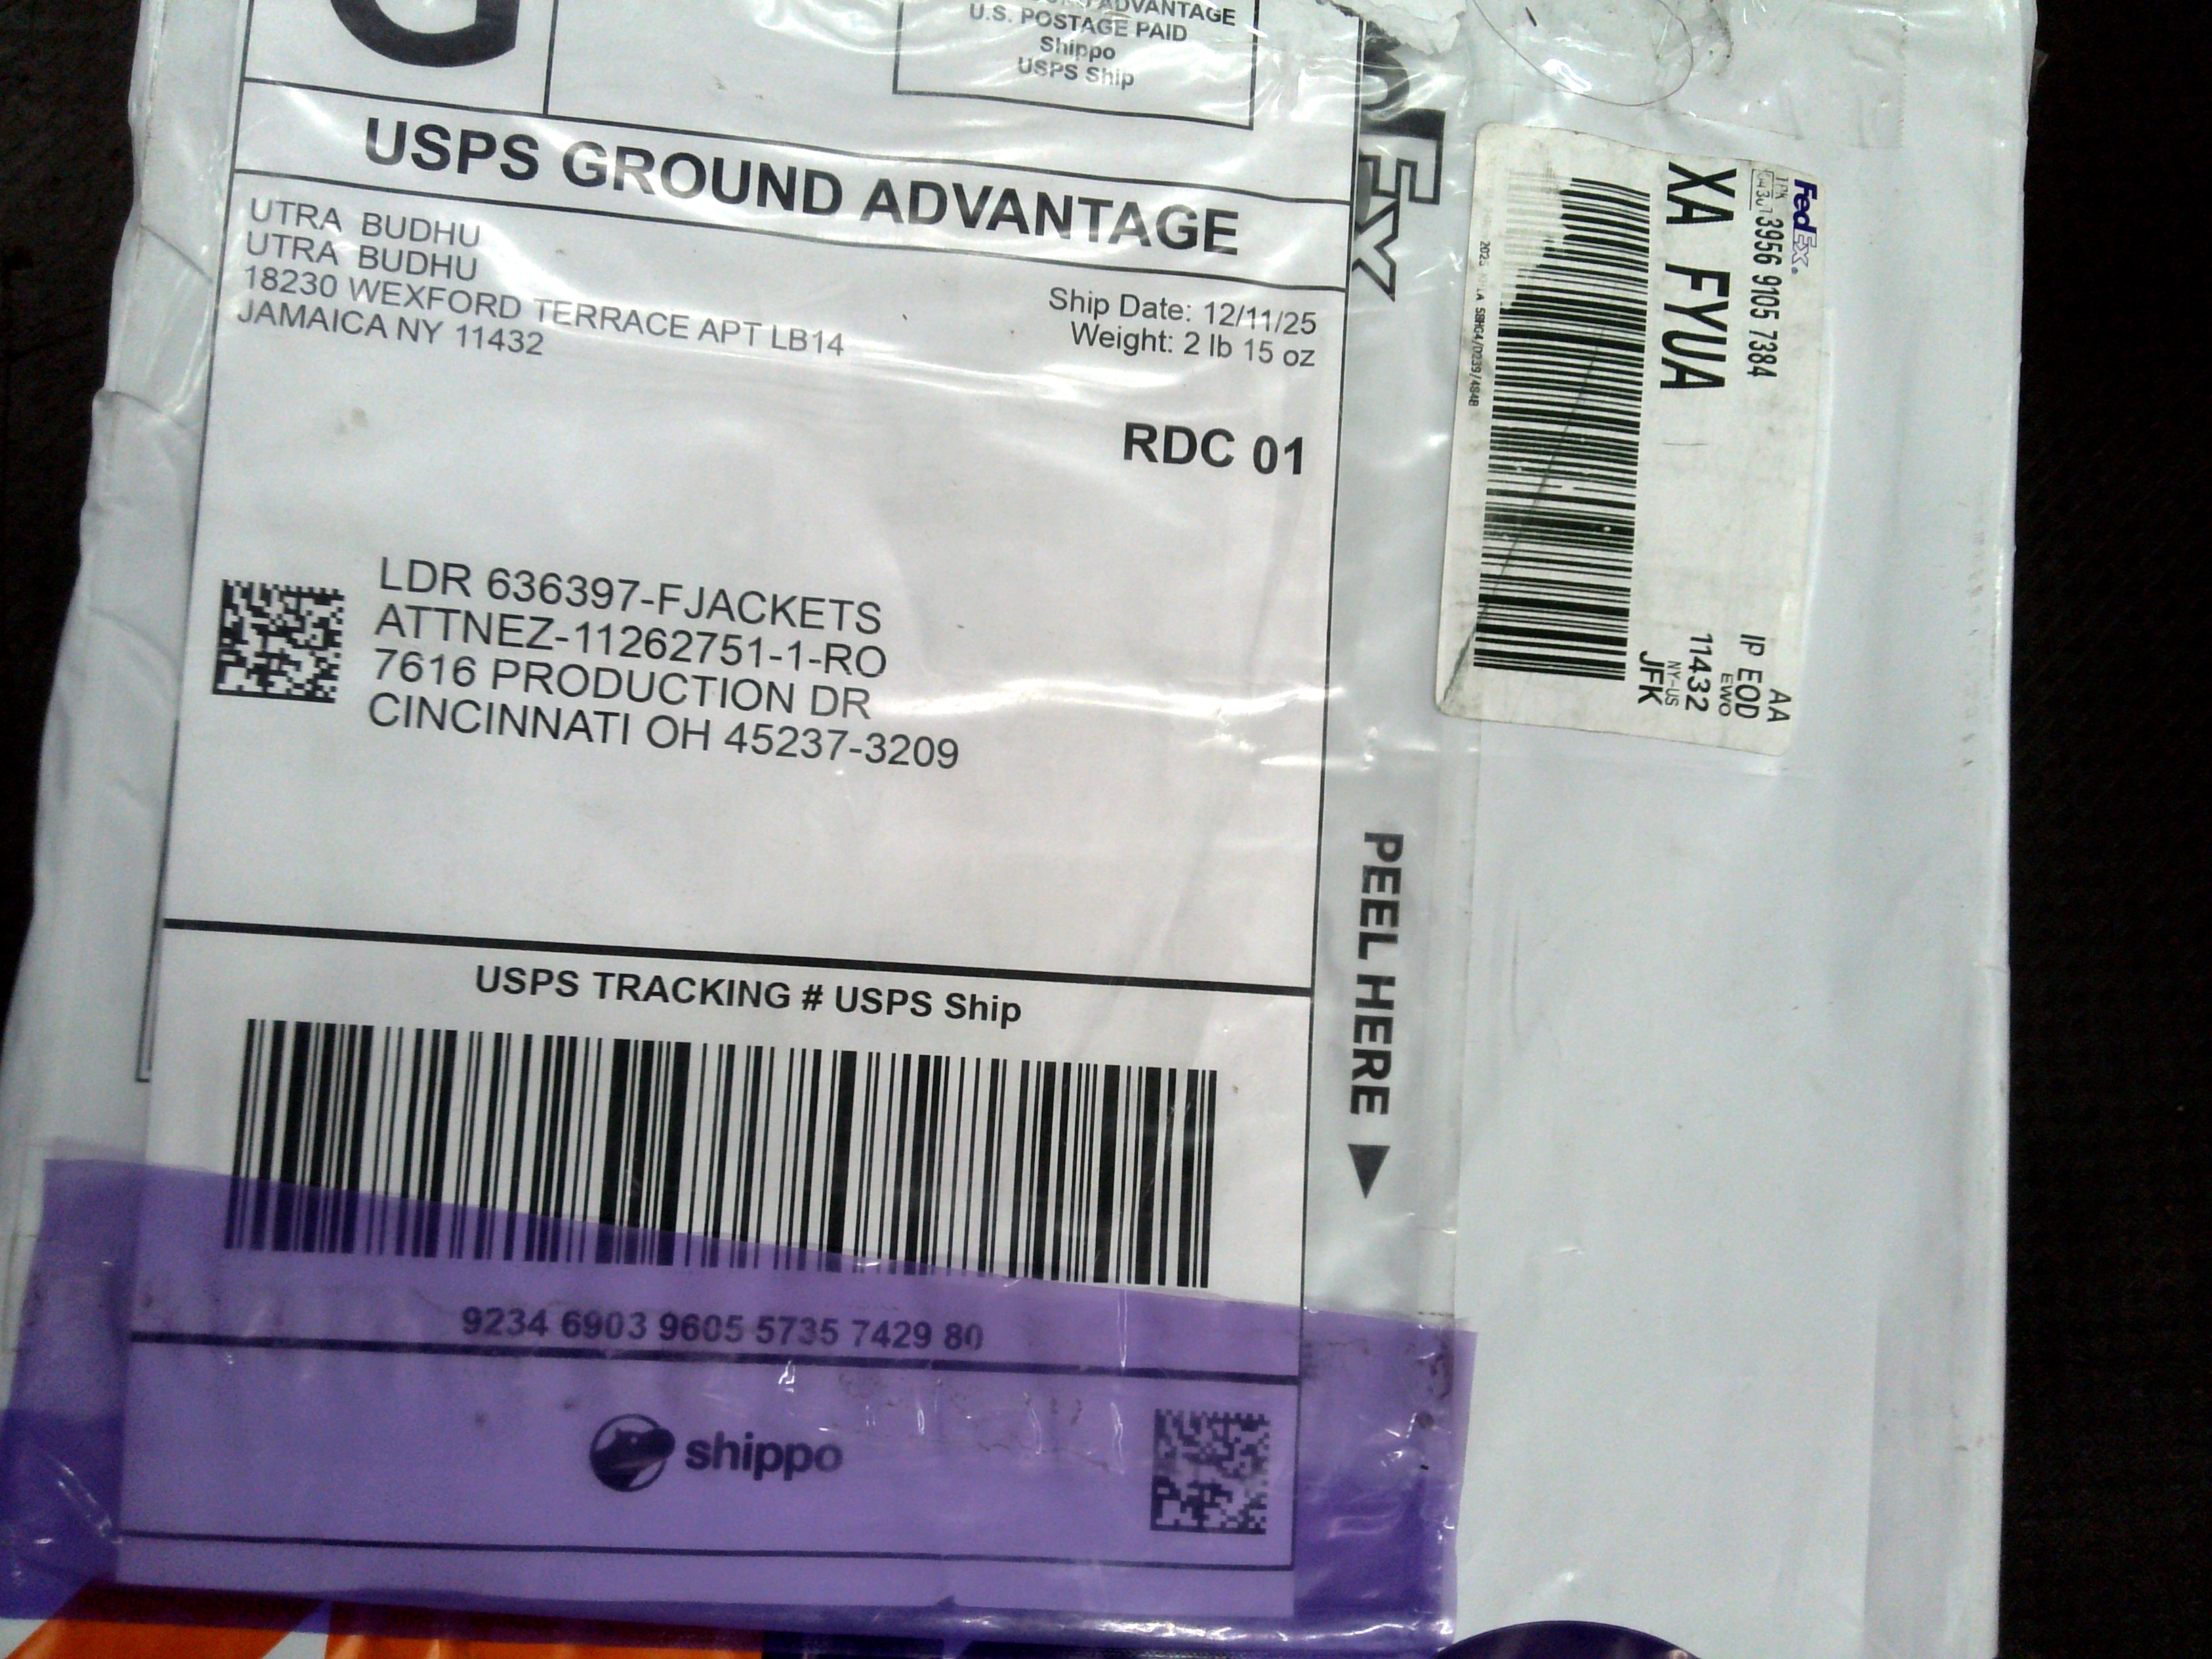 G
ADVANTAGE
U.S. POSTAGE PAID
Shippo
USPS Ship
USPS GROUND ADVANTAGE
UTRA BUDHU
UTRA BUDHU
18230 WEXFORD TERRACE APT LB14
JAMAICA NY 11432
Ship Date: 12/11/25
Weight: 2 lb 15 oz
RDC 01
LDR 636397-FJACKETS
ATTNEZ-11262751-1-RO
7616 PRODUCTION DR
CINCINNATI OH 45237-3209
USPS TRACKING # USPS Ship
9234 6903 9605 5735 7429 80
shippo
Ex
PEEL HERE
FedEx
3956 9105 7384
XA FYUA
AA
IP EOD
EWO
11432
NY-US
JFK